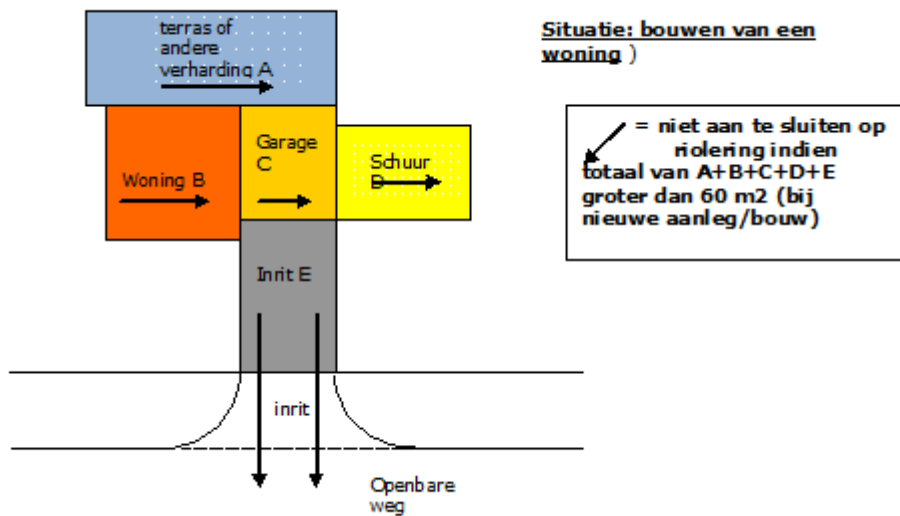 terras of
andere
verharding A
Situatie: bouwen van een
woning )
Garage
C
Schuur
D
Woning B
= niet aan te sluiten op
riolering indien
totaal van A+B+C+D+E
groter dan 60 m2 (bij
nieuwe aanleg/bouw)
Inrit E
inrit
Openbare
weg